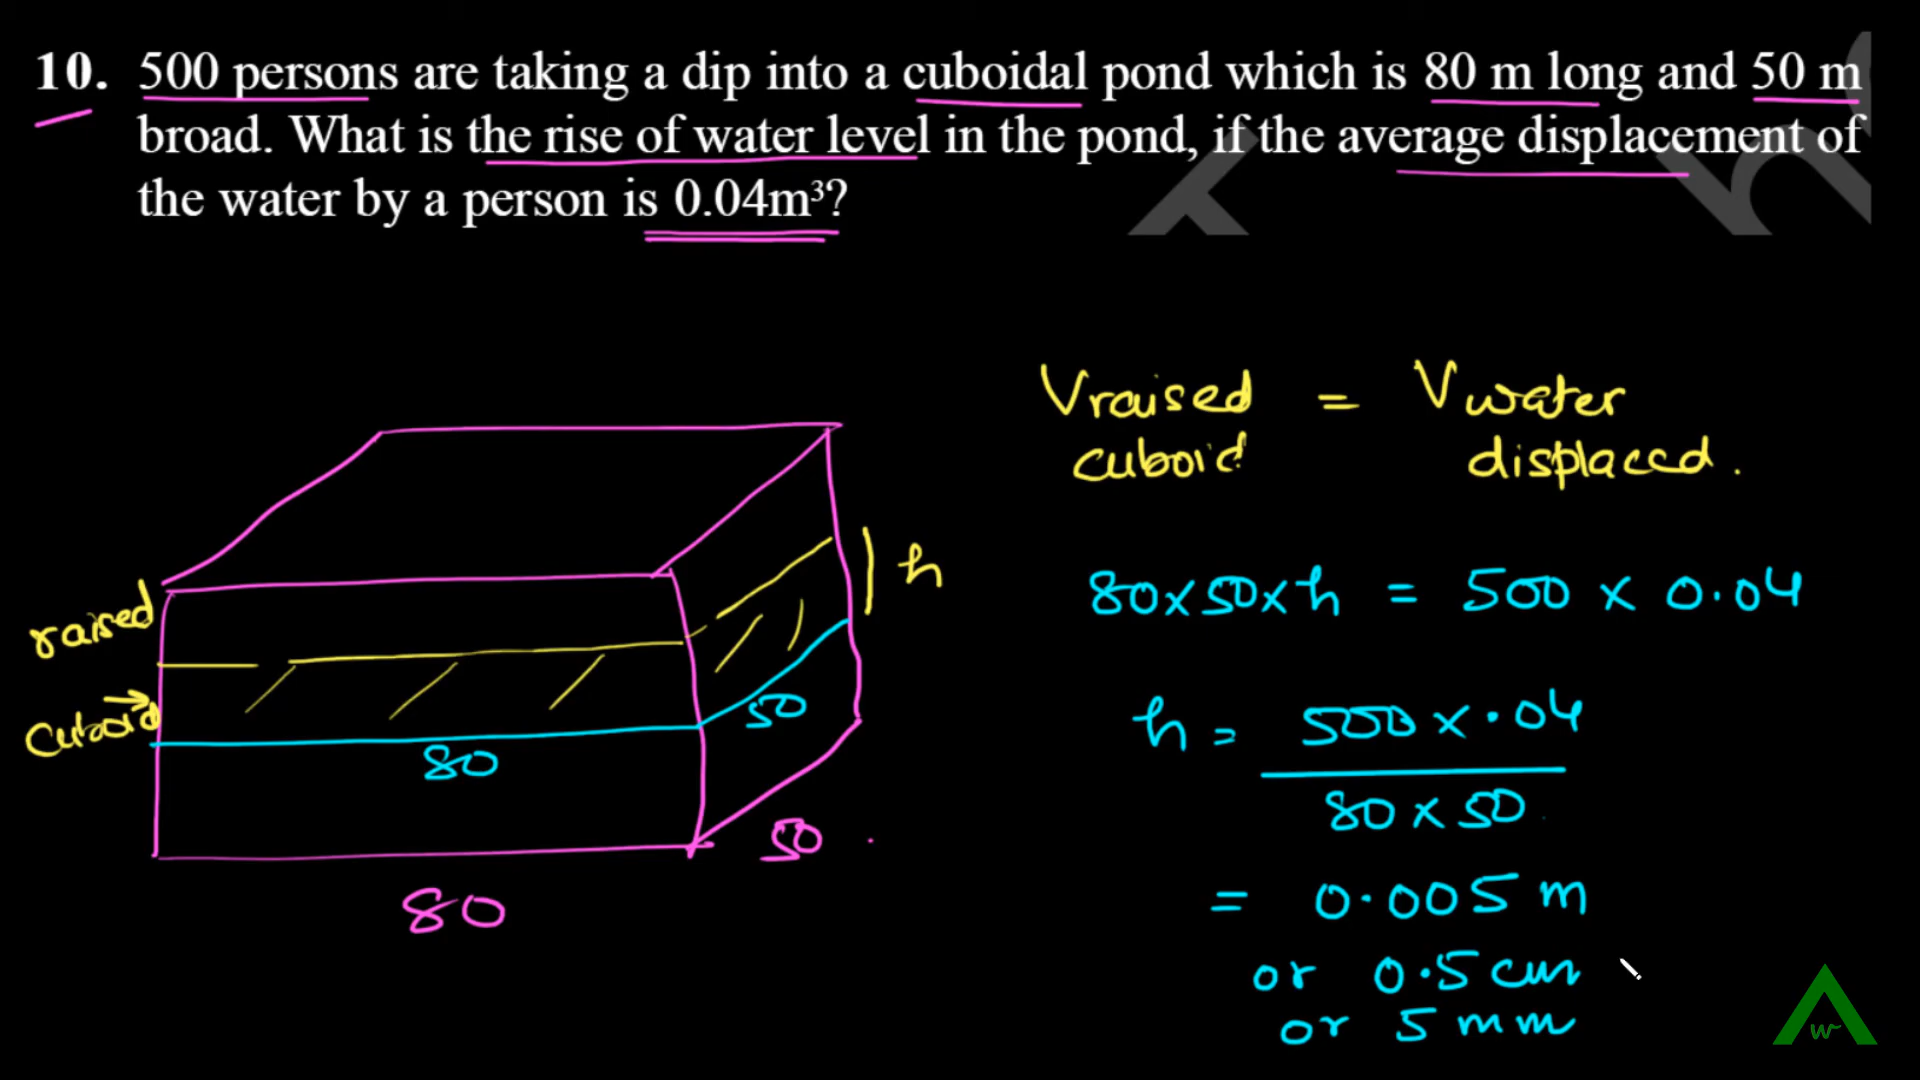 10. 500 persons are taking a dip into a cuboidal pond which is 80 m long and 50 m
broad. What is the rise of water level in the pond, if the average displacement of
the water by a person is 0.04m³?
raised
cuboid
h
80
50
50
80
Vraised = Vwater
cuboid displaced.
80×50×h = 500 × 0.04
h = 500 × .04
80 × 50
= 0.005 m
or 0.5 cm
or 5 mm
w